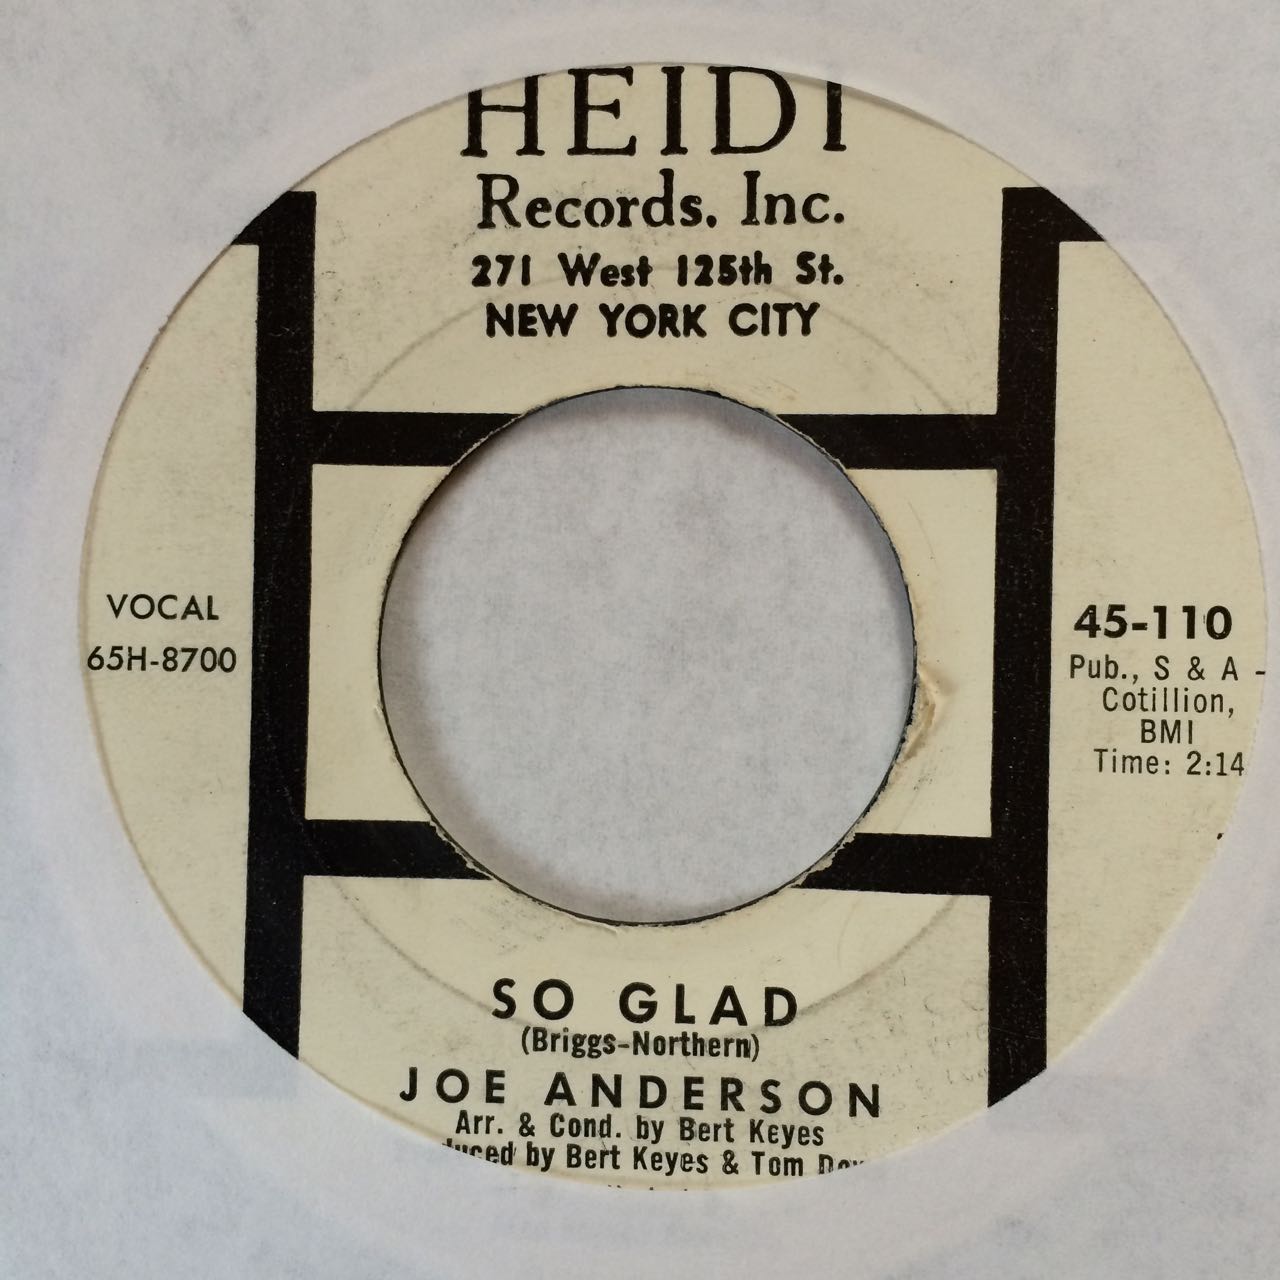 HEIDI
Records, Inc.
271 West 125th St.
NEW YORK CITY
VOCAL
65H-8700
45-110
Pub., S & A -
Cotillion,
BMI
Time: 2:14
SO GLAD
(Briggs-Northern)
JOE ANDERSON
Arr. & Cond. by Bert Keyes
by Bert Keyes & Tom